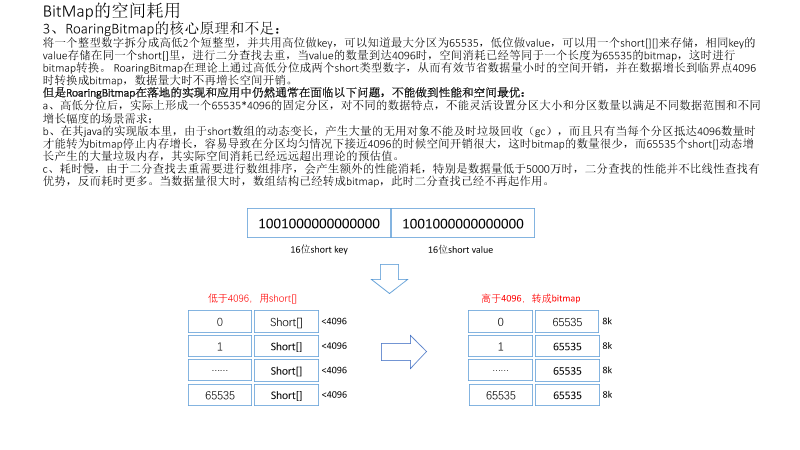 BitMap的空间耗用
3、RoaringBitmap的核心原理和不足：
将一个整型数字拆分成高低2个短整型，并共用高位做key，可以知道最大分区为65535，低位做value，可以用一个short[][]来存储，相同key的
value存储在同一个short[]里，进行二分查找去重，当value的数量到达4096时，空间消耗已经等同于一个长度为65535的bitmap，这时进行
bitmap转换。 RoaringBitmap在理论上通过高低分位成两个short类型数字，从而有效节省数据量小时的空间开销，并在数据增长到临界点4096
时转换成bitmap，数据量大时不再增长空间开销。
但是RoaringBitmap在落地的实现和应用中仍然通常在面临以下问题，不能做到性能和空间最优：
a、高低分位后，实际上形成一个65535*4096的固定分区，对不同的数据特点，不能灵活设置分区大小和分区数量以满足不同数据范围和不同
增长幅度的场景需求；
b、在其java的实现版本里，由于short数组的动态变长，产生大量的无用对象不能及时垃圾回收（gc），而且只有当每个分区抵达4096数量时
才能转为bitmap停止内存增长，容易导致在分区均匀情况下接近4096的时候空间开销很大，这时bitmap的数量很少，而65535个short[]动态增
长产生的大量垃圾内存，其实际空间消耗已经远远超出理论的预估值。
c、耗时慢，由于二分查找去重需要进行数组排序，会产生额外的性能消耗，特别是数据量低于5000万时，二分查找的性能并不比线性查找有
优势，反而耗时更多。当数据量很大时，数组结构已经转成bitmap，此时二分查找已经不再起作用。
1001000000000000 1001000000000000
16位short key 16位short value
低于4096，用short[] 高于4096，转成bitmap
0 Short[] <4096 0 65535 8k
1 Short[] <4096 1 65535 8k
…… Short[] <4096 …… 65535 8k
65535 Short[] <4096 65535 65535 8k